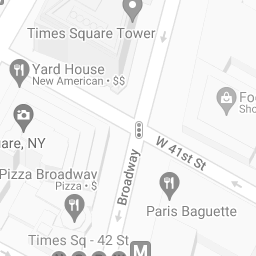 Times Square Tower
Yard House
New American • $$
Foo
Sho
W 41st St
are, NY
Pizza Broadway
Pizza • $
Broadway
Paris Baguette
Times Sq - 42 St
M